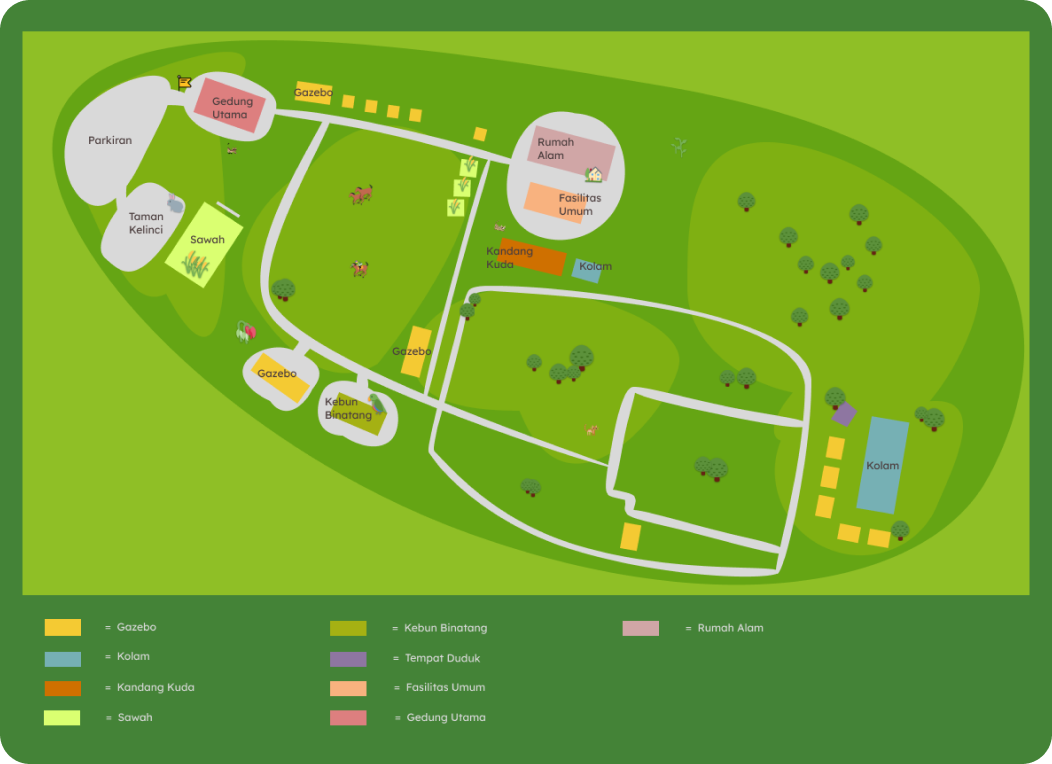 Gazebo
Gedung
Utama
Parkiran
Rumah
Alam
Fasilitas
Umum
Taman
Kelinci
Sawah
Kandang
Kuda
Kolam
Gazebo
Gazebo
Kebun
Binatang
Kolam
= Gazebo
= Kolam
= Kandang Kuda
= Sawah
= Kebun Binatang
= Tempat Duduk
= Fasilitas Umum
= Gedung Utama
= Rumah Alam